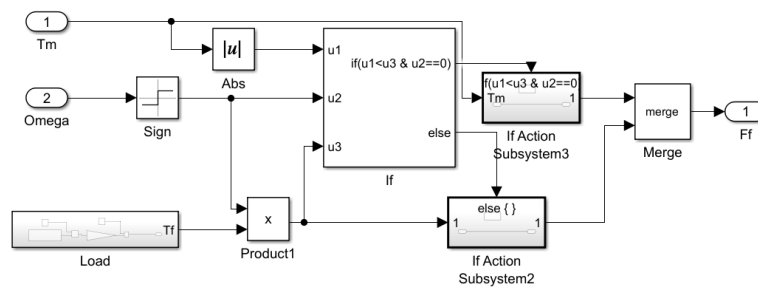 1
Tm
|u|
Abs
2
Omega
Sign
u1
u2
u3
if(u1<u3 & u2==0)
else
If
f(u1<u3 & u2==0
Tm
1
If Action
Subsystem3
merge
Merge
1
Ff
Tf
Load
x
Product1
else { }
1
1
If Action
Subsystem2